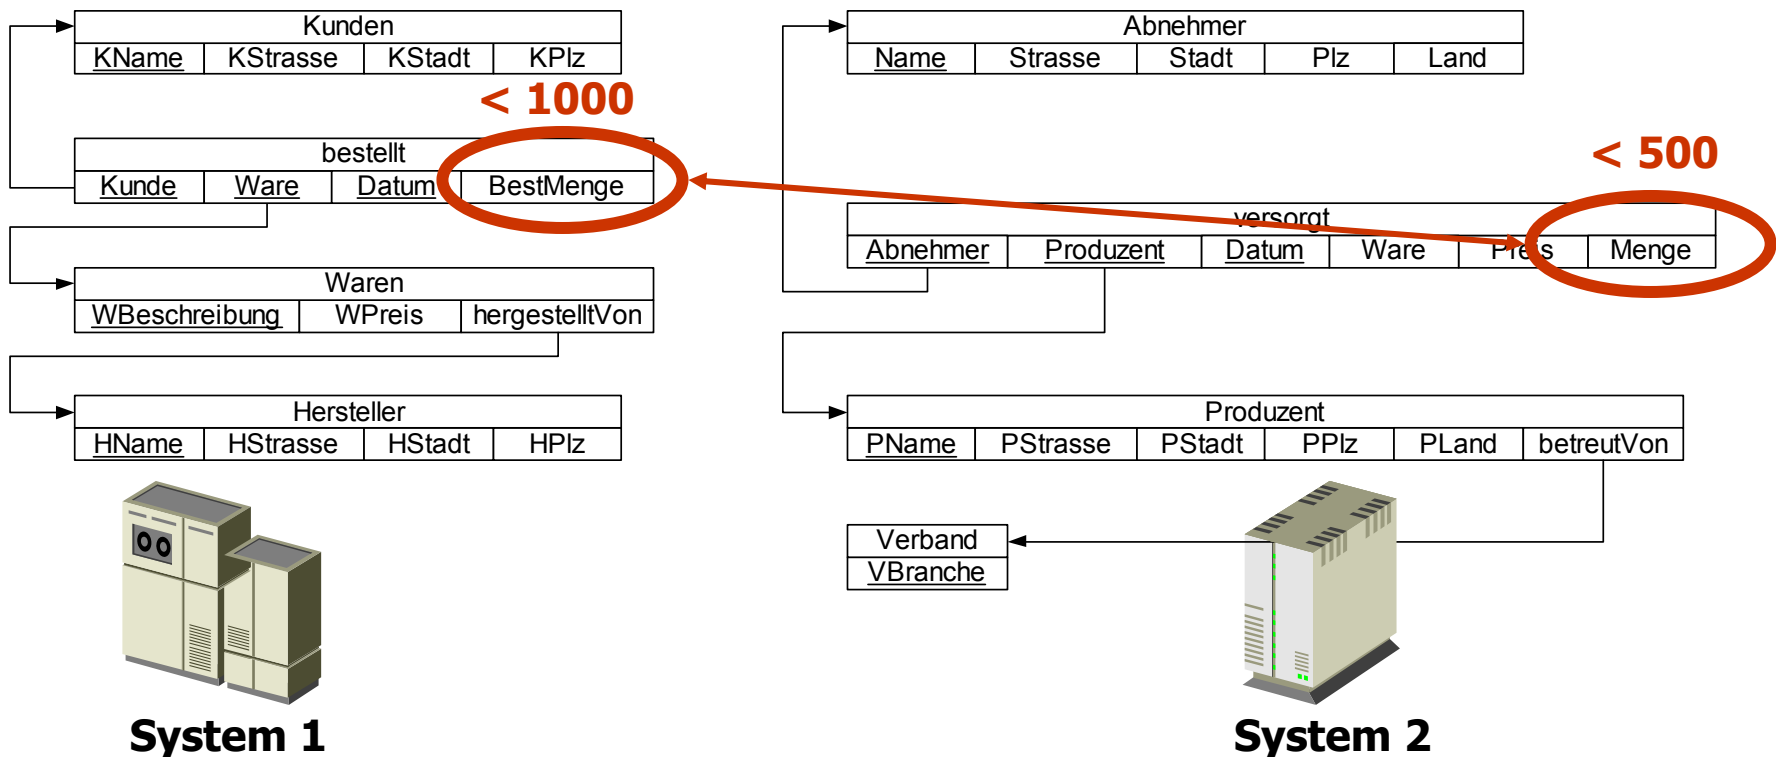 Kunden
KName KStrasse KStadt KPlz
< 1000
bestellt
Kunde Ware Datum BestMenge
Waren
WBeschreibung WPreis hergestelltVon
Hersteller
HName HStrasse HStadt HPlz
System 1
Abnehmer
Name Strasse Stadt Plz Land
< 500
versorgt
Abnehmer Produzent Datum Ware Preis Menge
Produzent
PName PStrasse PStadt PPlz PLand betreutVon
Verband
VBranche
System 2